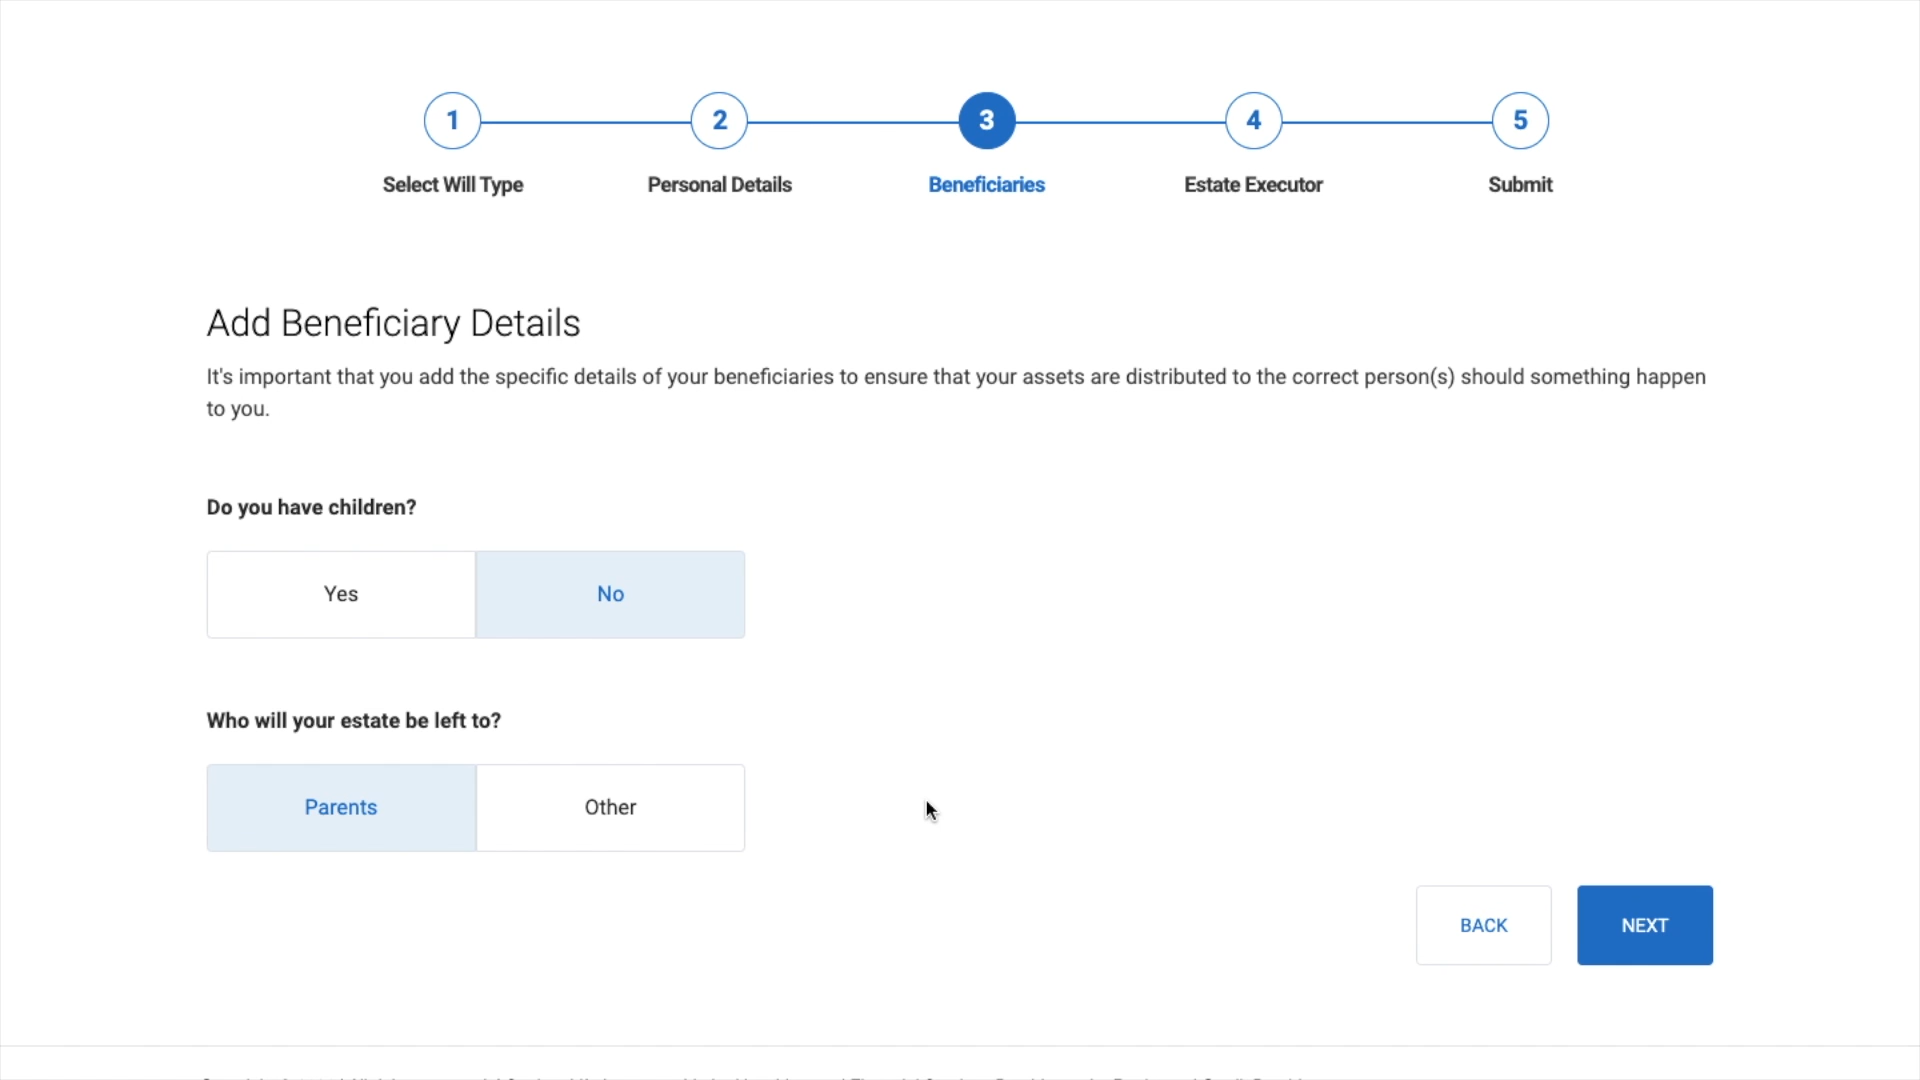 1 2 3 4 5
Select Will Type Personal Details Beneficiaries Estate Executor Submit
Add Beneficiary Details
It's important that you add the specific details of your beneficiaries to ensure that your assets are distributed to the correct person(s) should something happen
to you.
Do you have children?
Yes No
Who will your estate be left to?
Parents Other
BACK NEXT